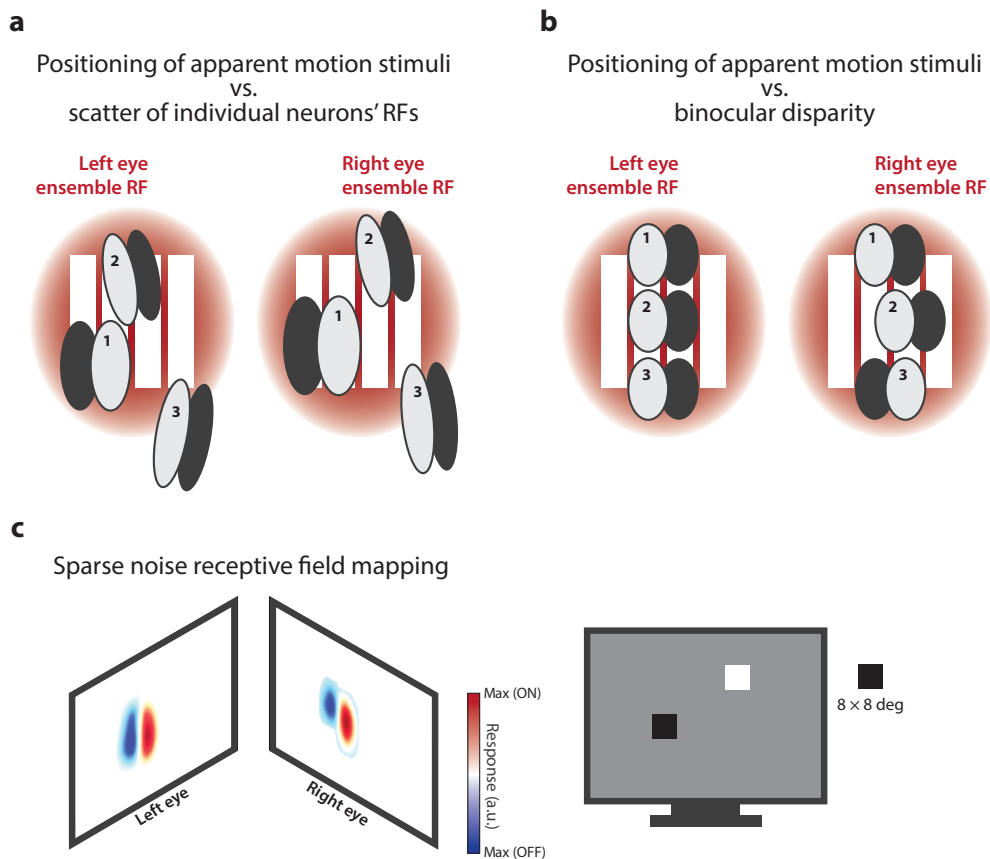 a
Positioning of apparent motion stimuli
vs.
scatter of individual neurons' RFs
Left eye
ensemble RF
Right eye
ensemble RF
2
1
3
2
1
3
b
Positioning of apparent motion stimuli
vs.
binocular disparity
Left eye
ensemble RF
Right eye
ensemble RF
1
2
3
1
2
3
c
Sparse noise receptive field mapping
Left eye
Right eye
Max (ON)
Response (a.u.)
Max (OFF)
8 × 8 deg